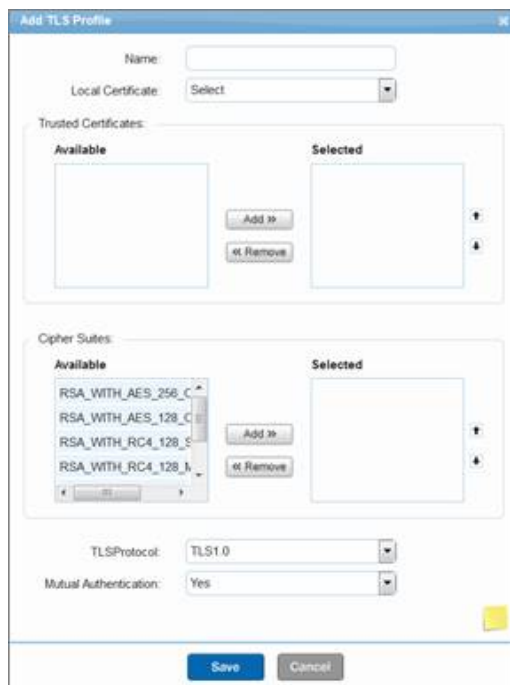 Add TLS Profile
Name:
Local Certificate: Select
Trusted Certificates:
Available Selected
Add »
« Remove
Cipher Suites:
Available Selected
RSA_WITH_AES_256_C
RSA_WITH_AES_128_C
RSA_WITH_RC4_128_S
RSA_WITH_RC4_128_M
Add »
« Remove
TLSProtocol: TLS1.0
Mutual Authentication: Yes
Save Cancel